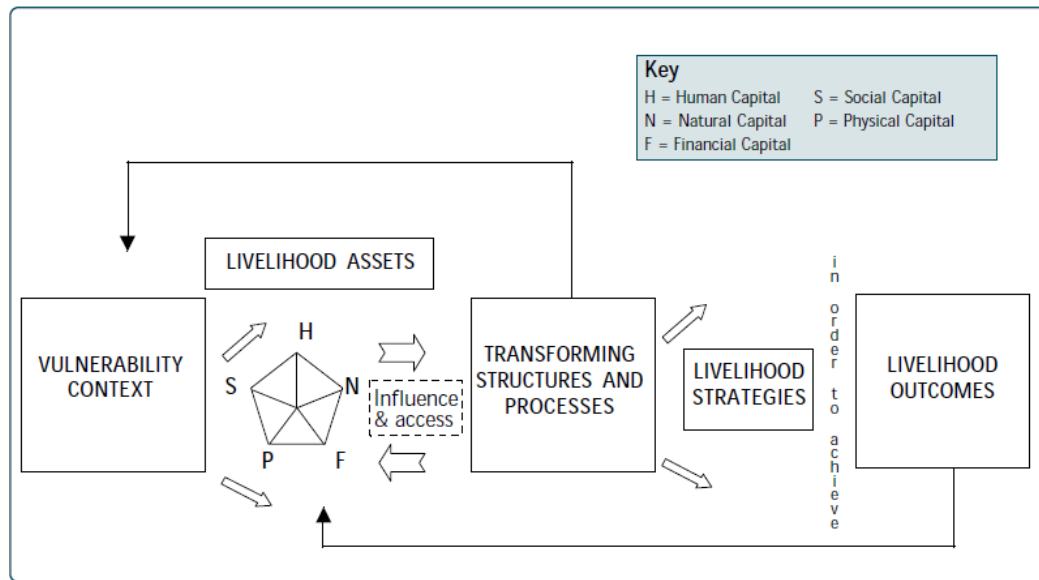 Key
H = Human Capital S = Social Capital
N = Natural Capital P = Physical Capital
F = Financial Capital
LIVELIHOOD ASSETS
VULNERABILITY
CONTEXT
H
S
N
P
F
Influence
& access
TRANSFORMING
STRUCTURES AND
PROCESSES
LIVELIHOOD
STRATEGIES
in order to achieve
LIVELIHOOD
OUTCOMES